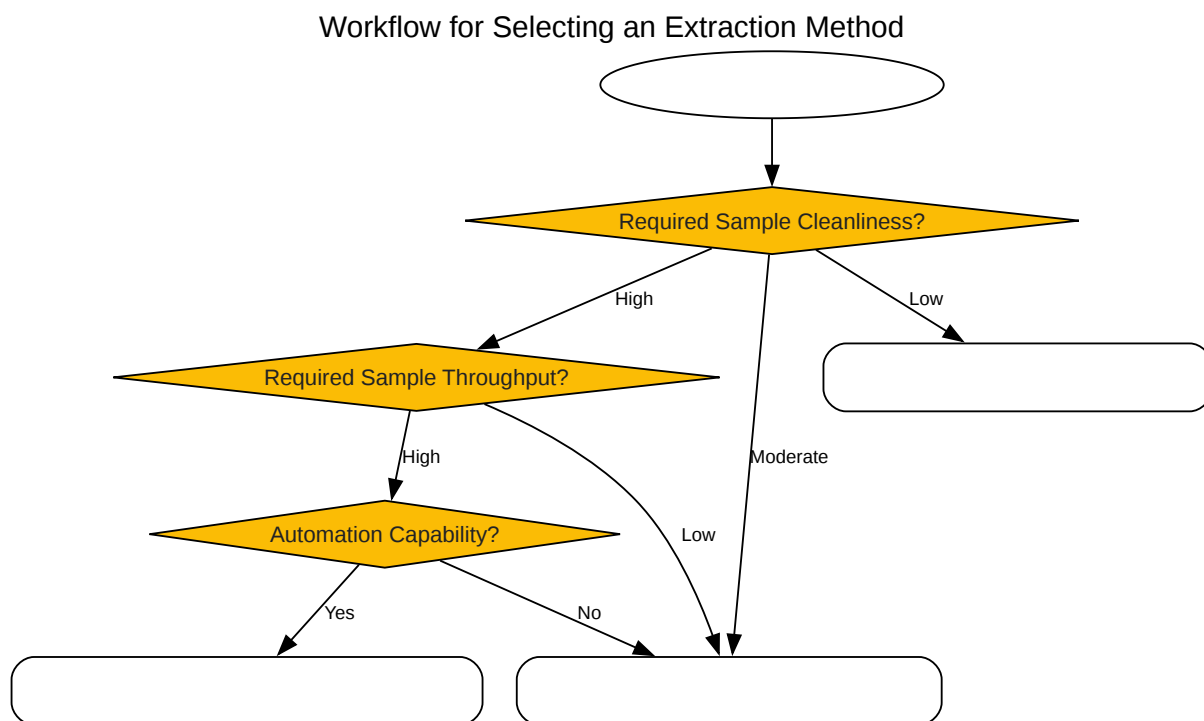 Workflow for Selecting an Extraction Method
Required Sample Cleanliness?
High
Low
Required Sample Throughput?
High
Moderate
Automation Capability?
Low
Yes
No